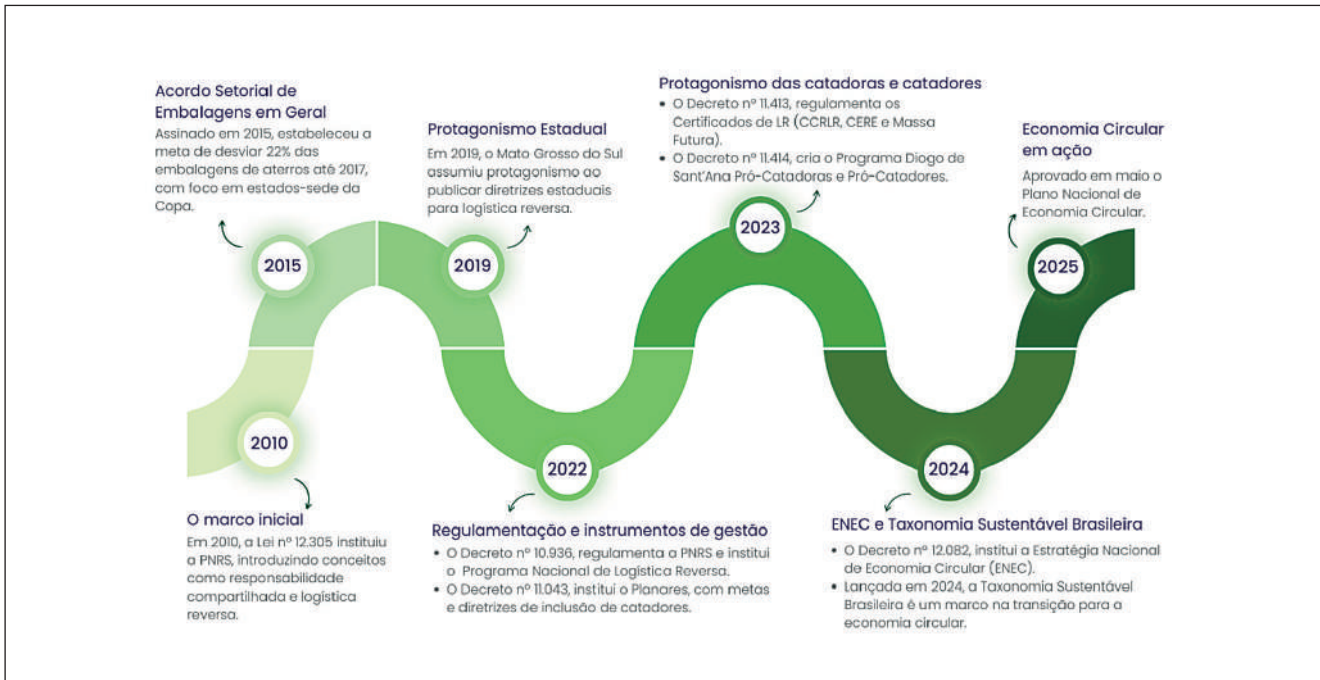 Acordo Setorial de
Embalagens em Geral
Assinado em 2015, estabeleceu a
meta de desviar 22% das
embalagens de aterros até 2017,
com foco em estados-sede da
Copa.
2015
Protagonismo Estadual
Em 2019, o Mato Grosso do Sul
assumiu protagonismo ao
publicar diretrizes estaduais
para logística reversa.
2019
Protagonismo das catadoras e catadores
• O Decreto nº 11.413, regulamenta os
Certificados de LR (CCRLR, CERE e Massa
Futura).
• O Decreto nº 11.414, cria o Programa Diogo de
Sant'Ana Pró-Catadoras e Pró-Catadores.
2023
Economia Circular
em ação
Aprovado em maio o
Plano Nacional de
Economia Circular.
2025
2010
O marco inicial
Em 2010, a Lei nº 12.305 instituiu
a PNRS, introduzindo conceitos
como responsabilidade
compartilhada e logística
reversa.
2022
Regulamentação e instrumentos de gestão
• O Decreto nº 10.936, regulamenta a PNRS e institui
o Programa Nacional de Logística Reversa.
• O Decreto nº 11.043, institui o Planares, com metas
e diretrizes de inclusão de catadores.
2024
ENEC e Taxonomia Sustentável Brasileira
• O Decreto nº 12.082, institui a Estratégia Nacional
de Economia Circular (ENEC).
• Lançada em 2024, a Taxonomia Sustentável
Brasileira é um marco na transição para a
economia circular.